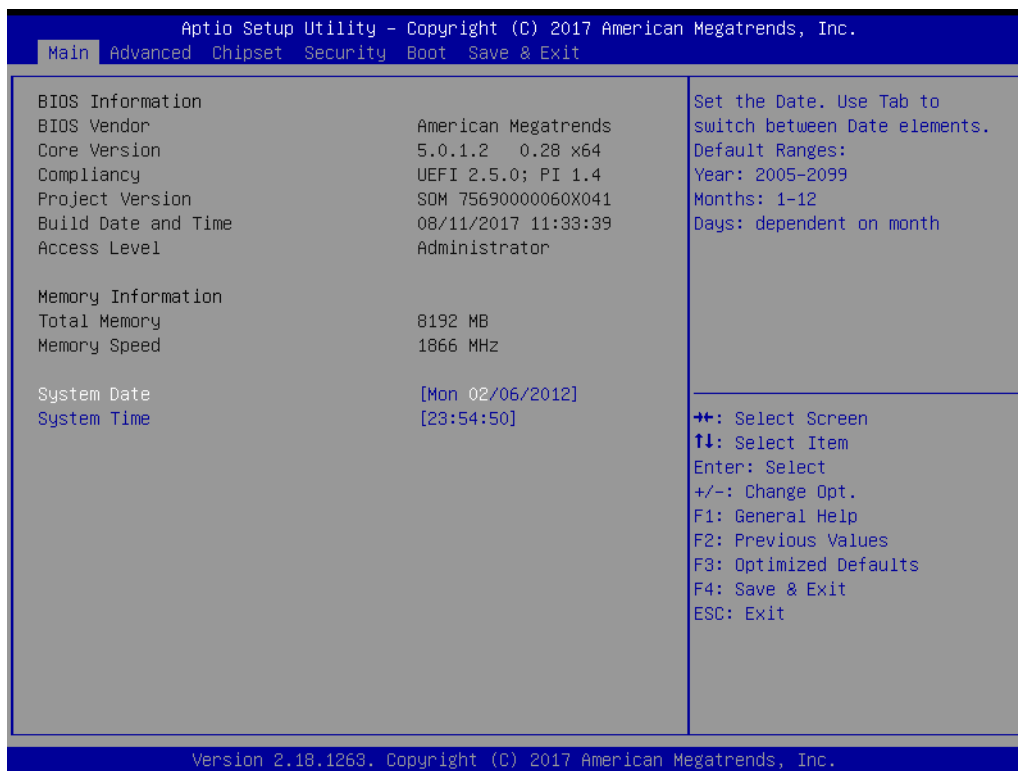 Aptio Setup Utility – Copyright (C) 2017 American Megatrends, Inc.
Main Advanced Chipset Security Boot Save & Exit
BIOS Information
BIOS Vendor American Megatrends
Core Version 5.0.1.2 0.28 x64
Compliancy UEFI 2.5.0; PI 1.4
Project Version SOM 75690000060X041
Build Date and Time 08/11/2017 11:33:39
Access Level Administrator
Memory Information
Total Memory 8192 MB
Memory Speed 1866 MHz
System Date [Mon 02/06/2012]
System Time [23:54:50]
Set the Date. Use Tab to
switch between Date elements.
Default Ranges:
Year: 2005–2099
Months: 1–12
Days: dependent on month
→←: Select Screen
↑↓: Select Item
Enter: Select
+/-: Change Opt.
F1: General Help
F2: Previous Values
F3: Optimized Defaults
F4: Save & Exit
ESC: Exit
Version 2.18.1263. Copyright (C) 2017 American Megatrends, Inc.